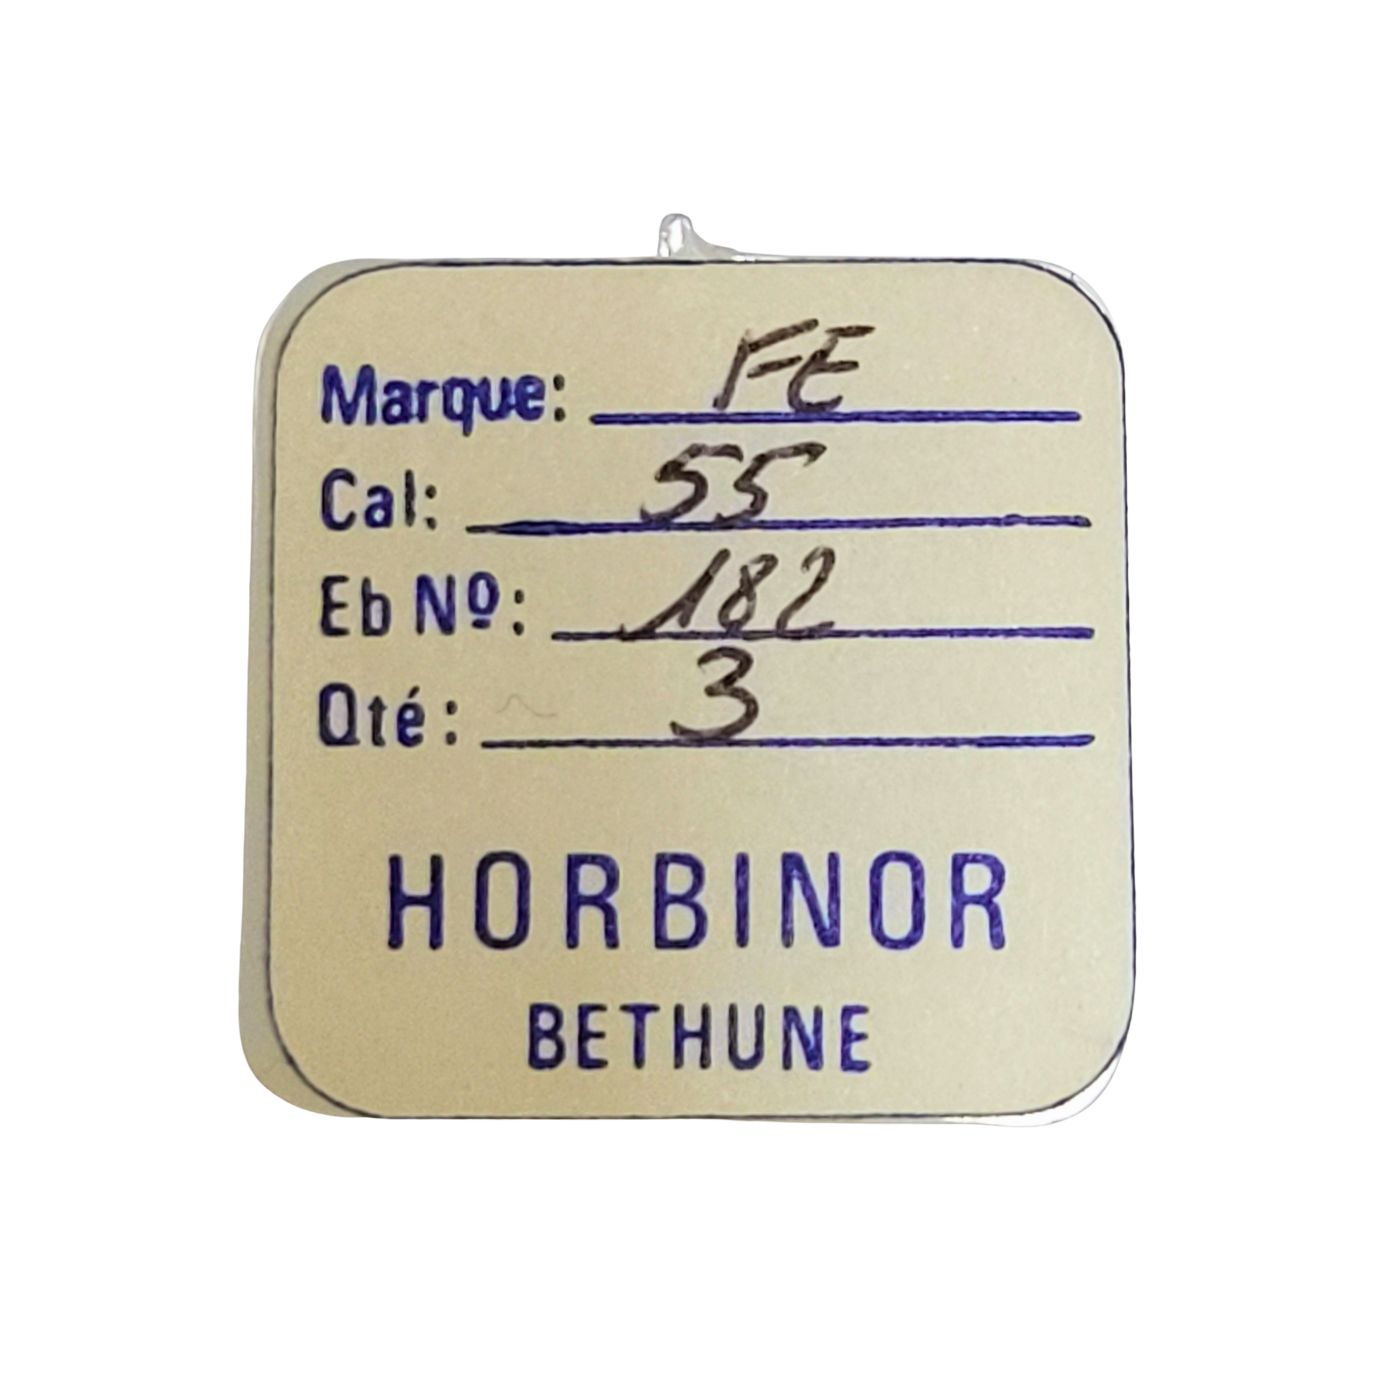 Marque: FE
Cal: 55
Eb Nº: 182
Qté: 3
HORBINOR
BETHUNE